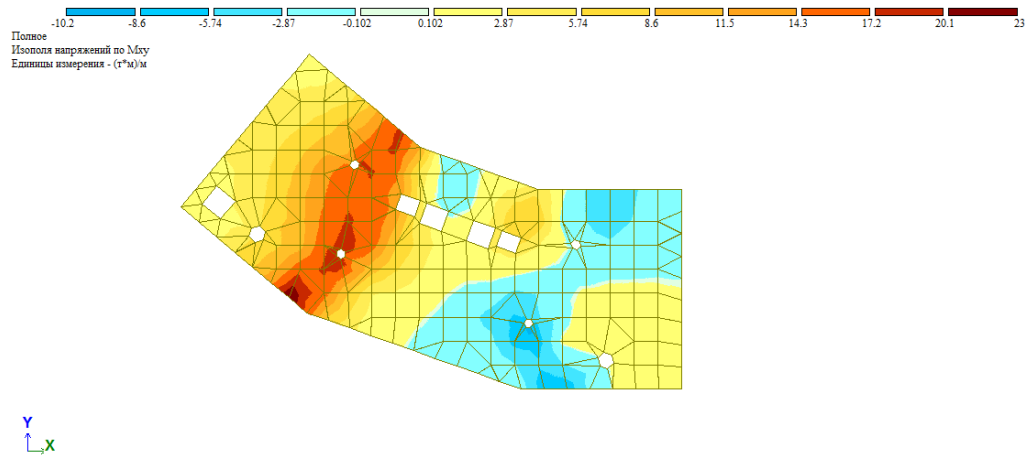 -10.2 -8.6 -5.74 -2.87 -0.102 0.102 2.87 5.74 8.6 11.5 14.3 17.2 20.1 23
Полное
Изополя напряжений по Mxy
Единицы измерения - (т*м)/м
Y
X